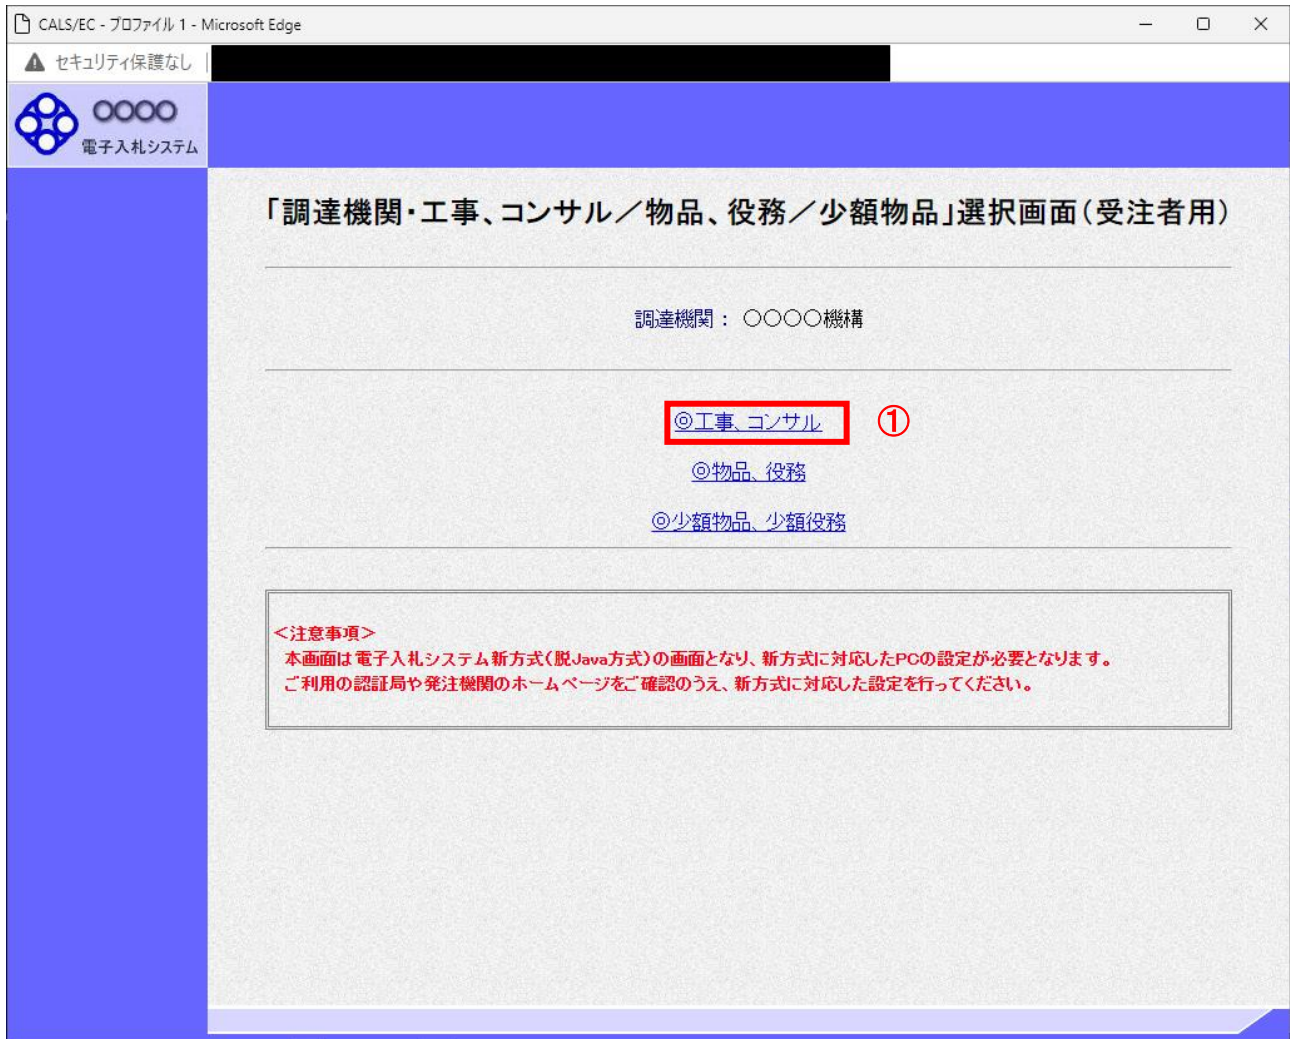 CALS/EC - プロファイル 1 - Microsoft Edge
セキュリティ保護なし
〇〇〇〇
電子入札システム
「調達機関・工事、コンサル／物品、役務／少額物品」選択画面（受注者用）
調達機関： 〇〇〇〇機構
◎工事、コンサル ①
◎物品、役務
◎少額物品、少額役務
＜注意事項＞
本画面は電子入札システム新方式（脱Java方式）の画面となり、新方式に対応したPCの設定が必要となります。
ご利用の認証局や発注機関のホームページをご確認のうえ、新方式に対応した設定を行ってください。